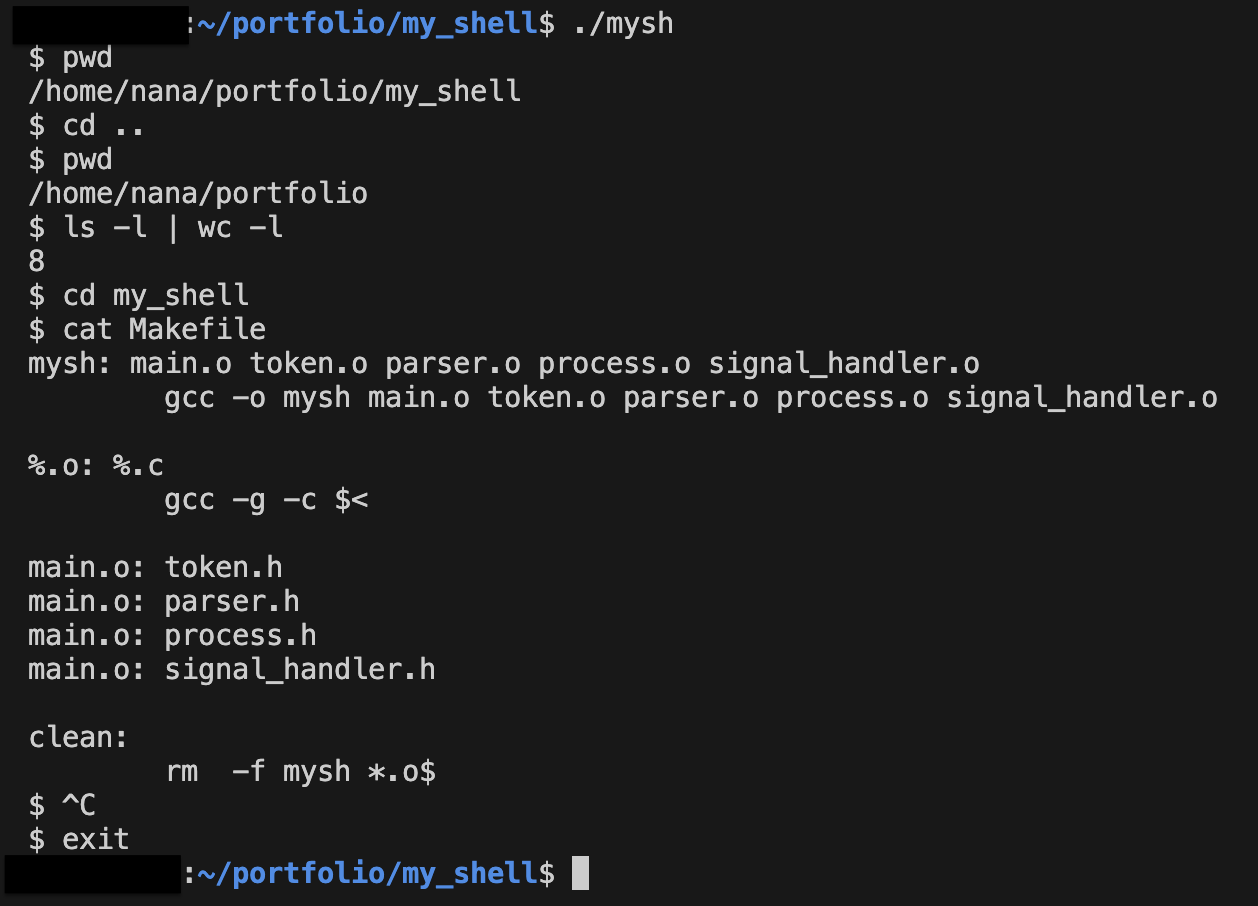 :~/portfolio/my_shell$ ./mysh
$ pwd
/home/nana/portfolio/my_shell
$ cd ..
$ pwd
/home/nana/portfolio
$ ls -l | wc -l
8
$ cd my_shell
$ cat Makefile
mysh: main.o token.o parser.o process.o signal_handler.o
        gcc -o mysh main.o token.o parser.o process.o signal_handler.o

%.o: %.c
        gcc -g -c $<

main.o: token.h
main.o: parser.h
main.o: process.h
main.o: signal_handler.h

clean:
        rm  -f mysh *.o$
$ ^C
$ exit
:~/portfolio/my_shell$